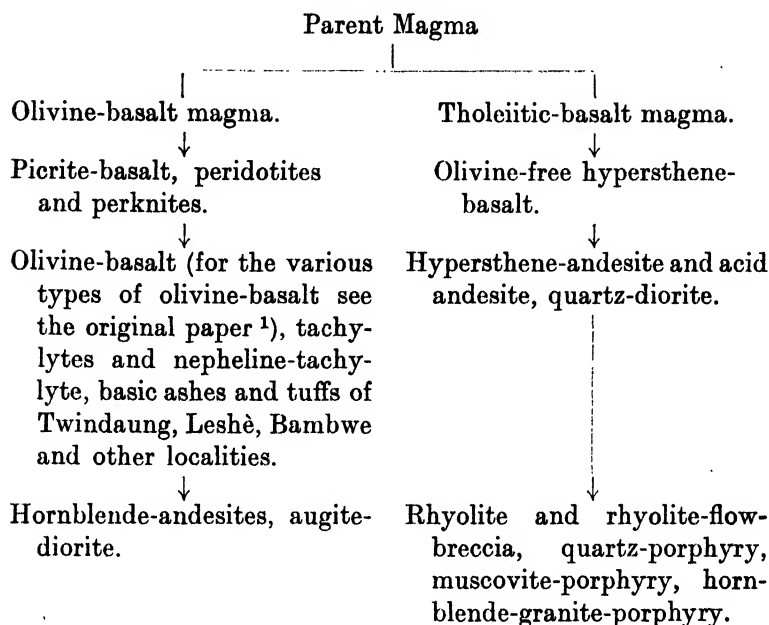 Parent Magma
Olivine-basalt magma.
Picrite-basalt, peridotites
and perknites.
Olivine-basalt (for the various
types of olivine-basalt see
the original paper ¹), tachy-
lytes and nepheline-tachy-
lyte, basic ashes and tuffs of
Twindaung, Leshè, Bambwe
and other localities.
Hornblende-andesites, augite-
diorite.
Tholeiitic-basalt magma.
Olivine-free hypersthene-
basalt.
Hypersthene-andesite and acid
andesite, quartz-diorite.
Rhyolite and rhyolite-flow-
breccia, quartz-porphyry,
muscovite-porphyry, horn-
blende-granite-porphyry.